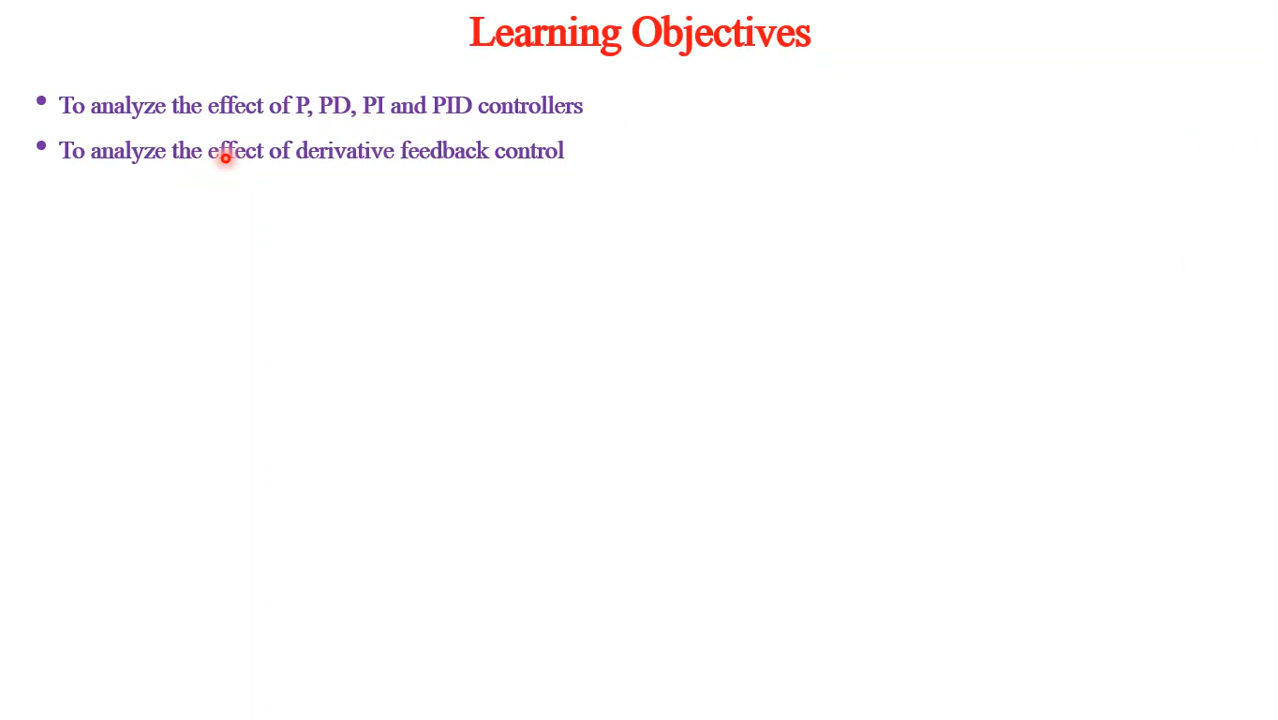 Learning Objectives
• To analyze the effect of P, PD, PI and PID controllers
• To analyze the effect of derivative feedback control